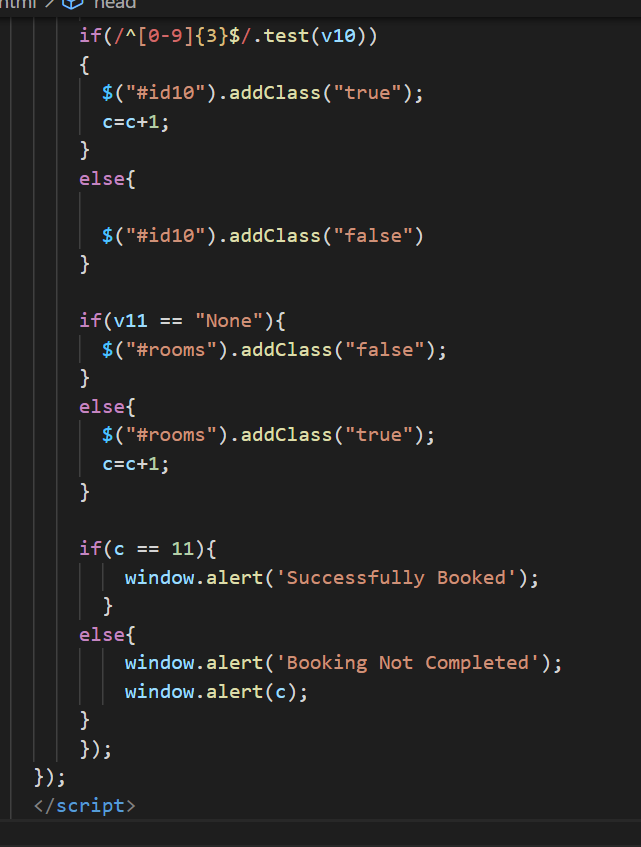 html > head
if(/^[0-9]{3}$/.test(v10))
{
$("#id10").addClass("true");
c=c+1;
}
else{
$("#id10").addClass("false")
}
if(v11 == "None"){
$("#rooms").addClass("false");
}
else{
$("#rooms").addClass("true");
c=c+1;
}
if(c == 11){
window.alert('Successfully Booked');
}
else{
window.alert('Booking Not Completed');
window.alert(c);
}
});
});
</script>